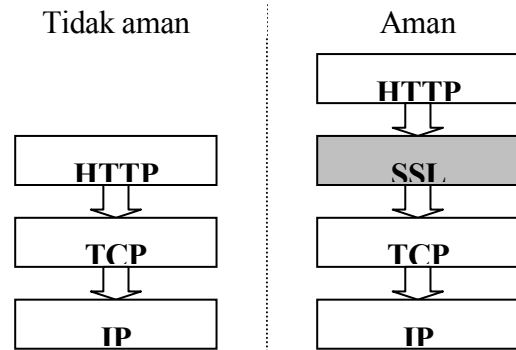 Tidak aman
HTTP
TCP
IP
Aman
HTTP
SSL
TCP
IP